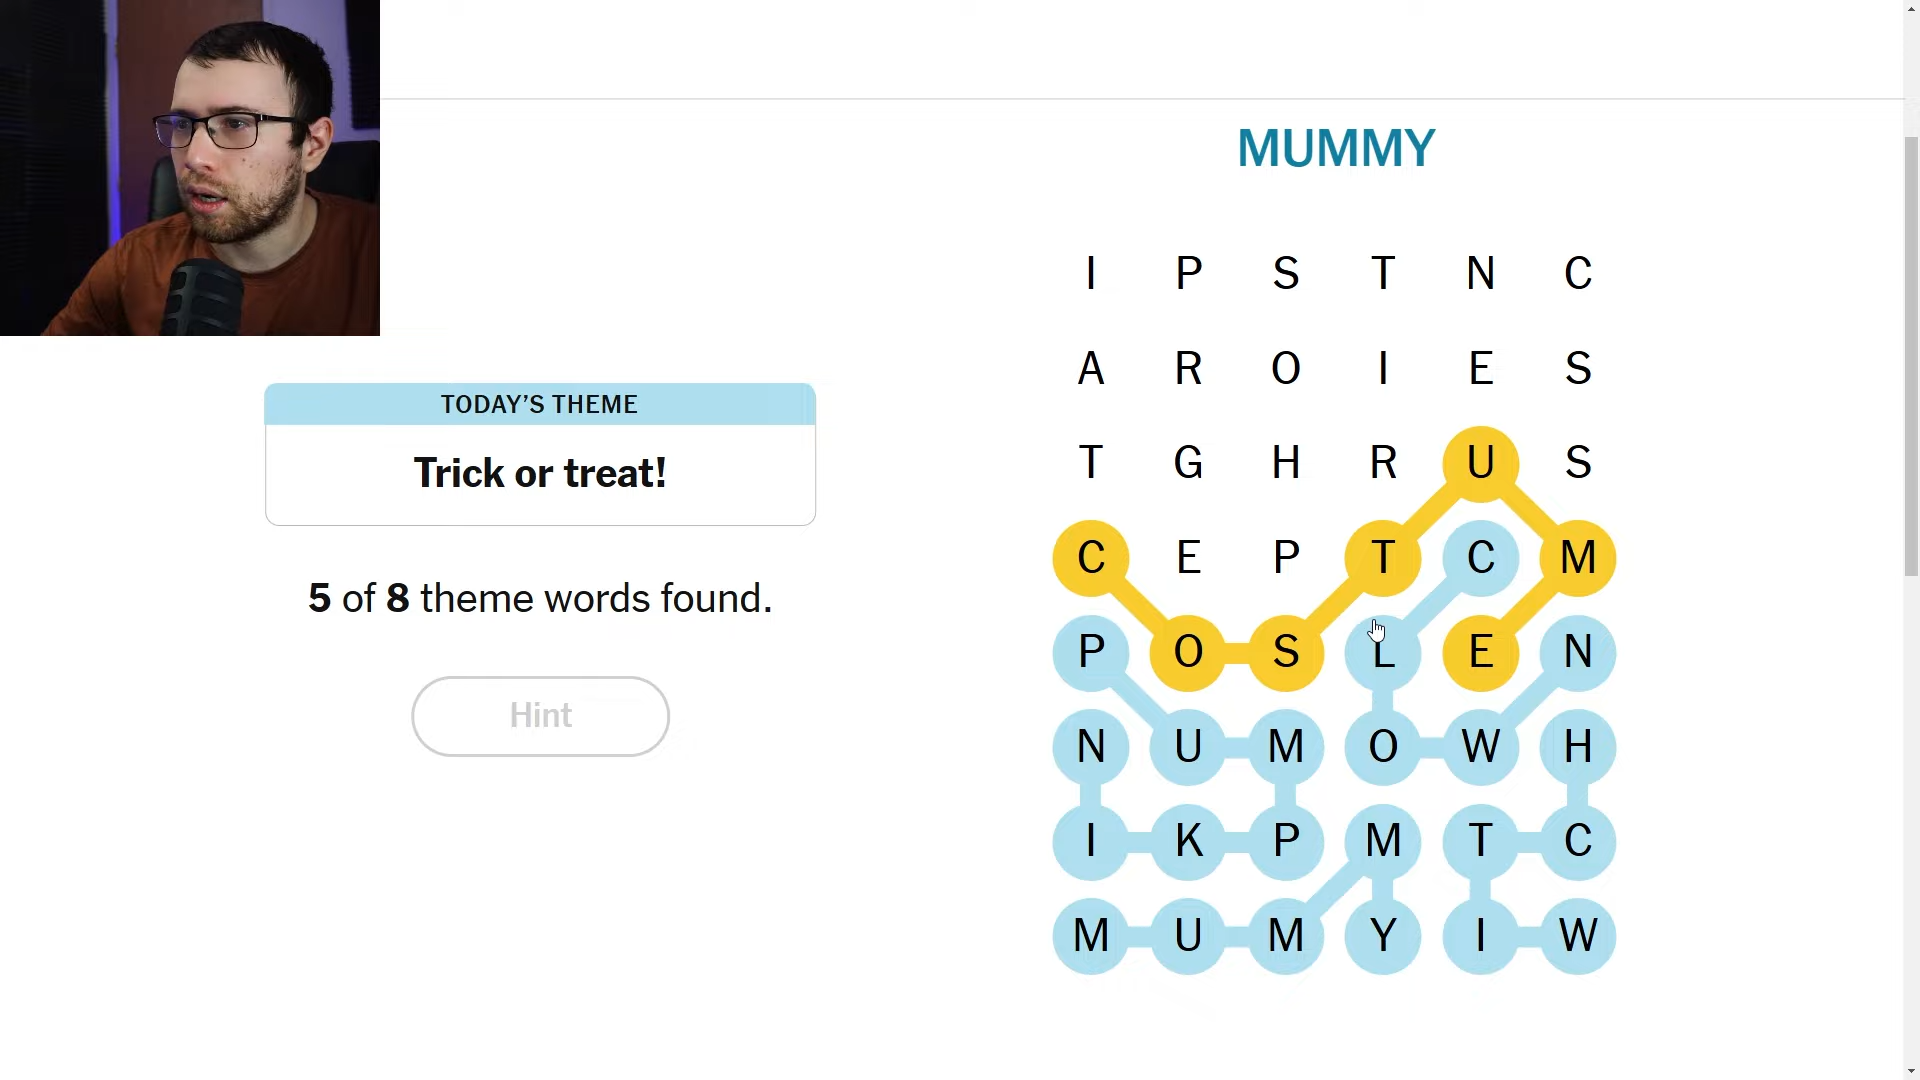 MUMMY
I P S T N C
A R O I E S
TODAY'S THEME
Trick or treat!
T G H R U S
C E P T C M
5 of 8 theme words found.
P O S L E N
Hint
N U M O W H
I K P M T C
M U M Y I W